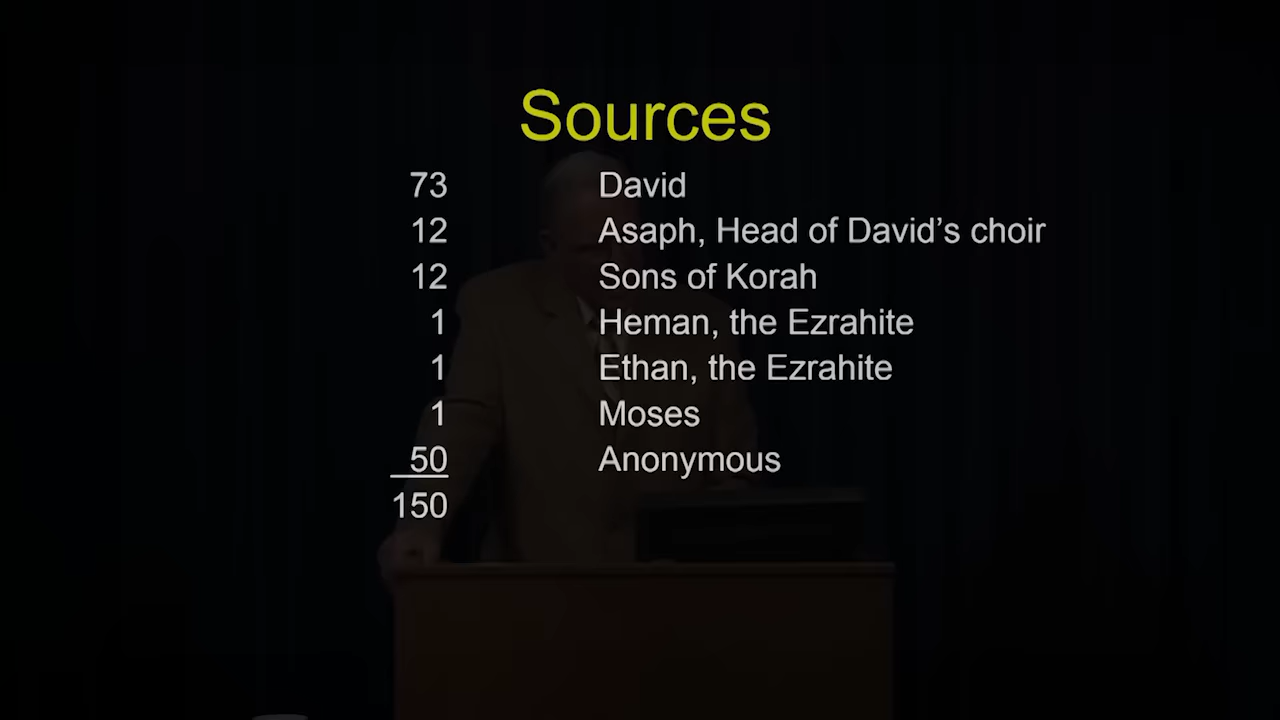 Sources
73 David
12 Asaph, Head of David's choir
12 Sons of Korah
1 Heman, the Ezrahite
1 Ethan, the Ezrahite
1 Moses
50 Anonymous
150